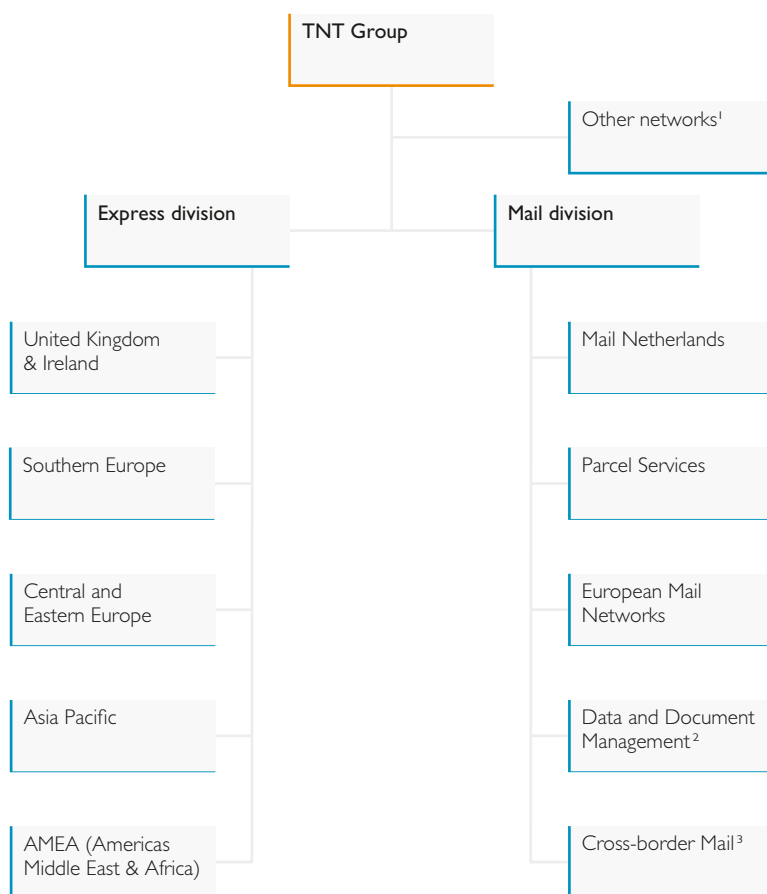 TNT Group
Other networks¹
Express division
Mail division
United Kingdom
& Ireland
Mail Netherlands
Southern Europe
Parcel Services
Central and
Eastern Europe
European Mail
Networks
Asia Pacific
Data and Document
Management²
AMEA (Americas
Middle East & Africa)
Cross-border Mail³